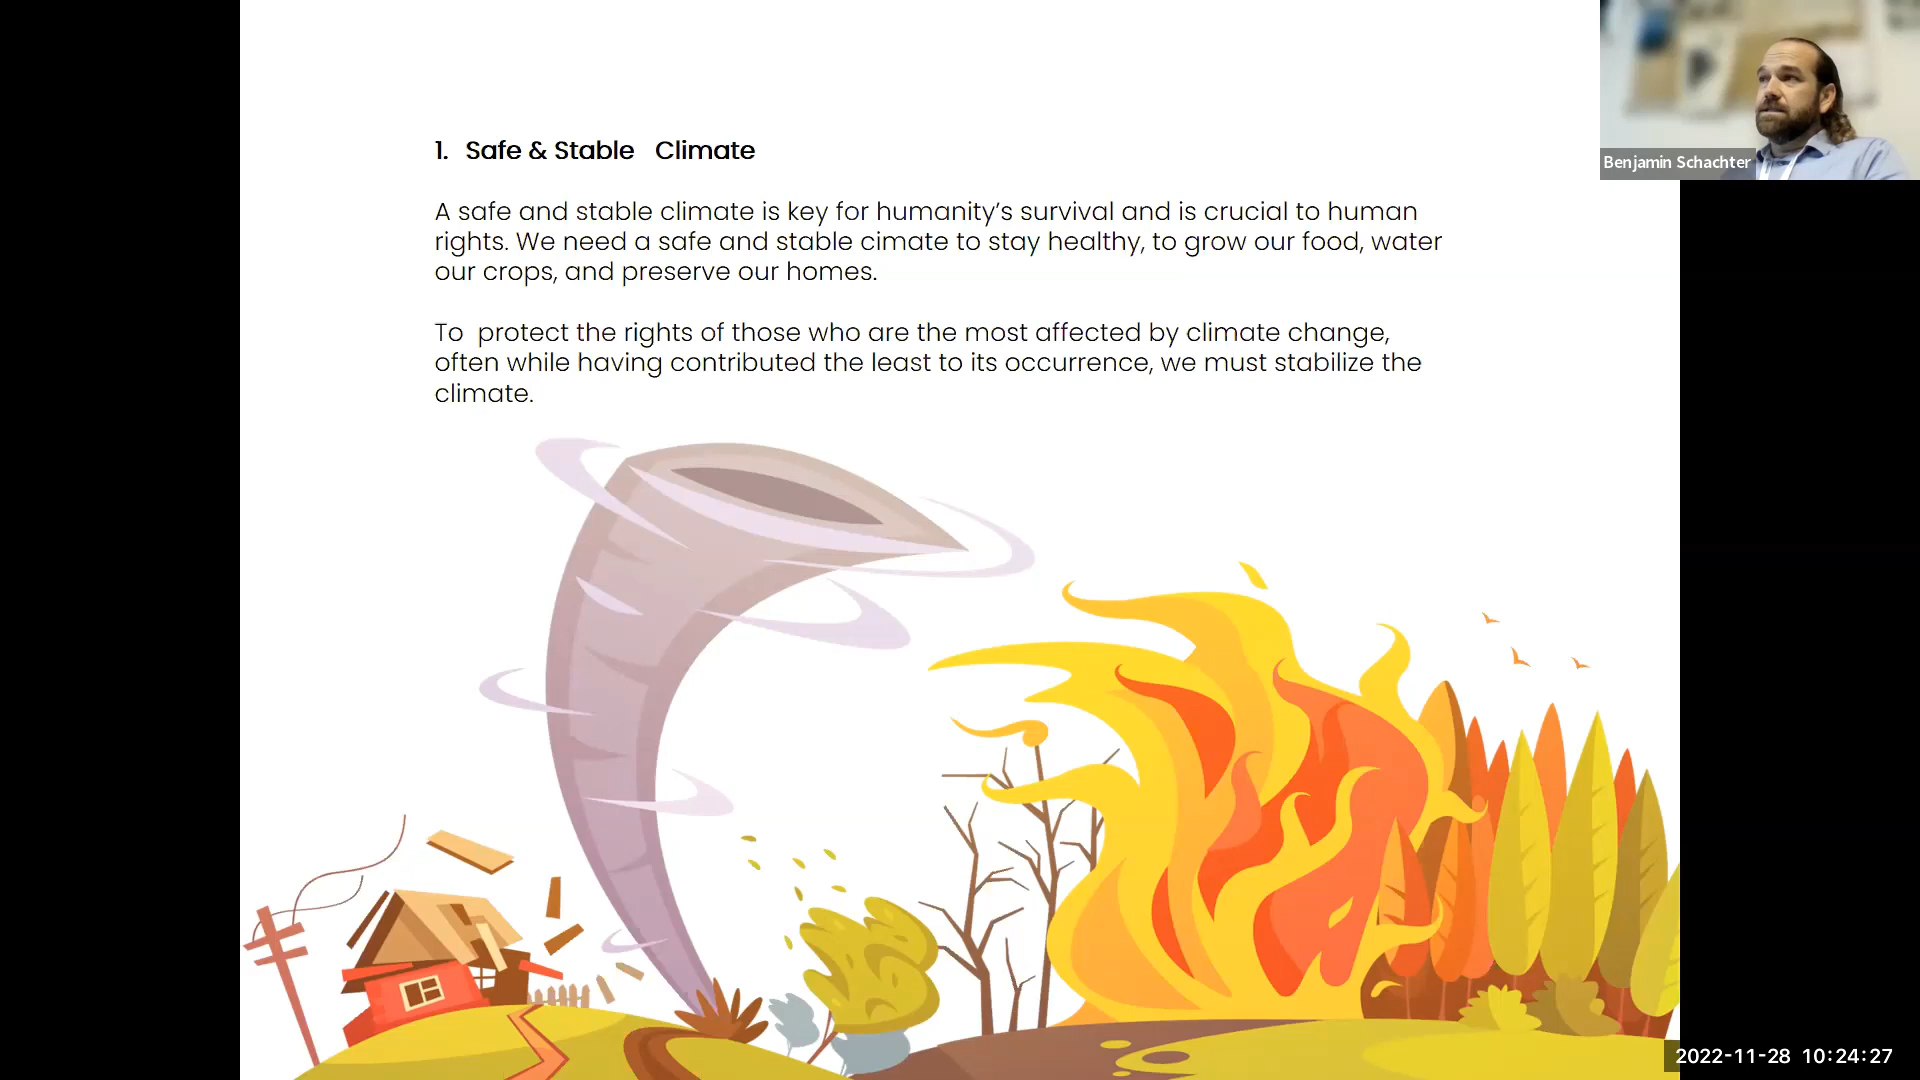 1. Safe & Stable Climate
A safe and stable climate is key for humanity’s survival and is crucial to human
rights. We need a safe and stable cimate to stay healthy, to grow our food, water
our crops, and preserve our homes.
To protect the rights of those who are the most affected by climate change,
often while having contributed the least to its occurrence, we must stabilize the
climate.
Benjamin Schachter
2022-11-28 10:24:27